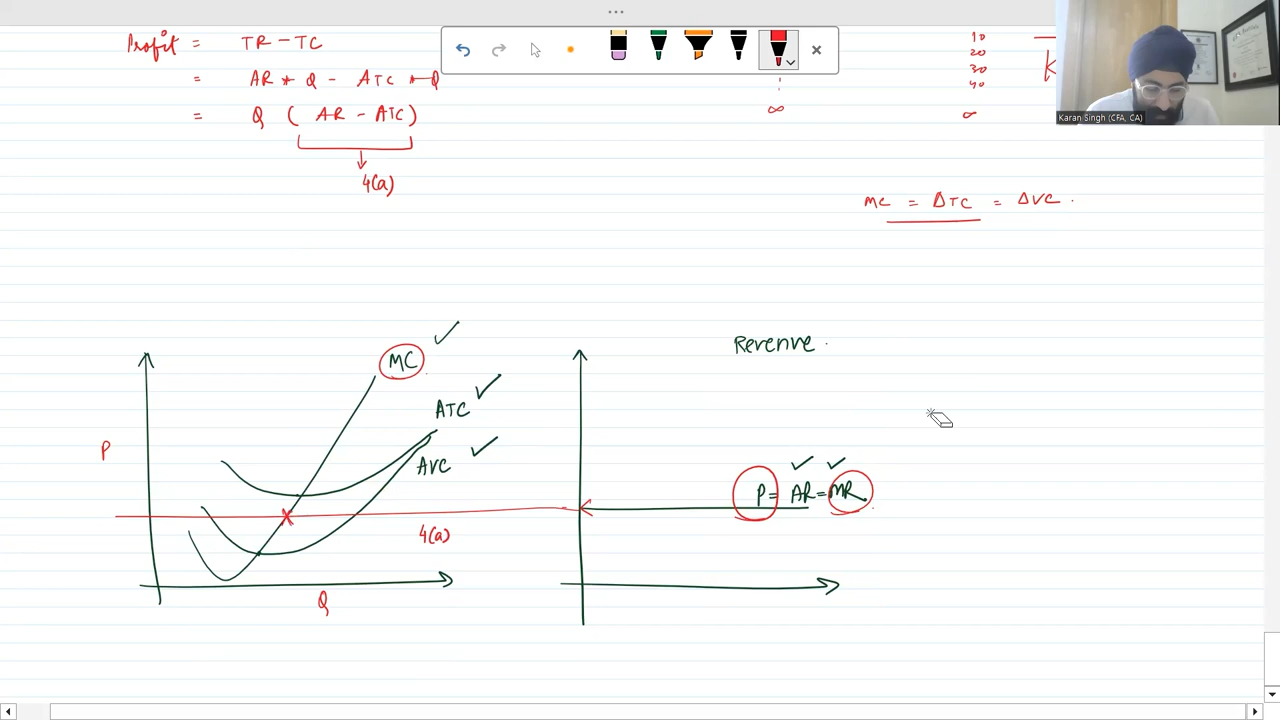 Profit = TR - TC
= AR * Q - ATC * Q
= Q ( AR - ATC)
4(a)
∞
10
20
30
40
∞
K
Karan Singh (CFA, CA)
MC = ΔTC = ΔVC .
MC
ATC
AVC
P
4(a)
Q
Revenue .
P = AR = MR